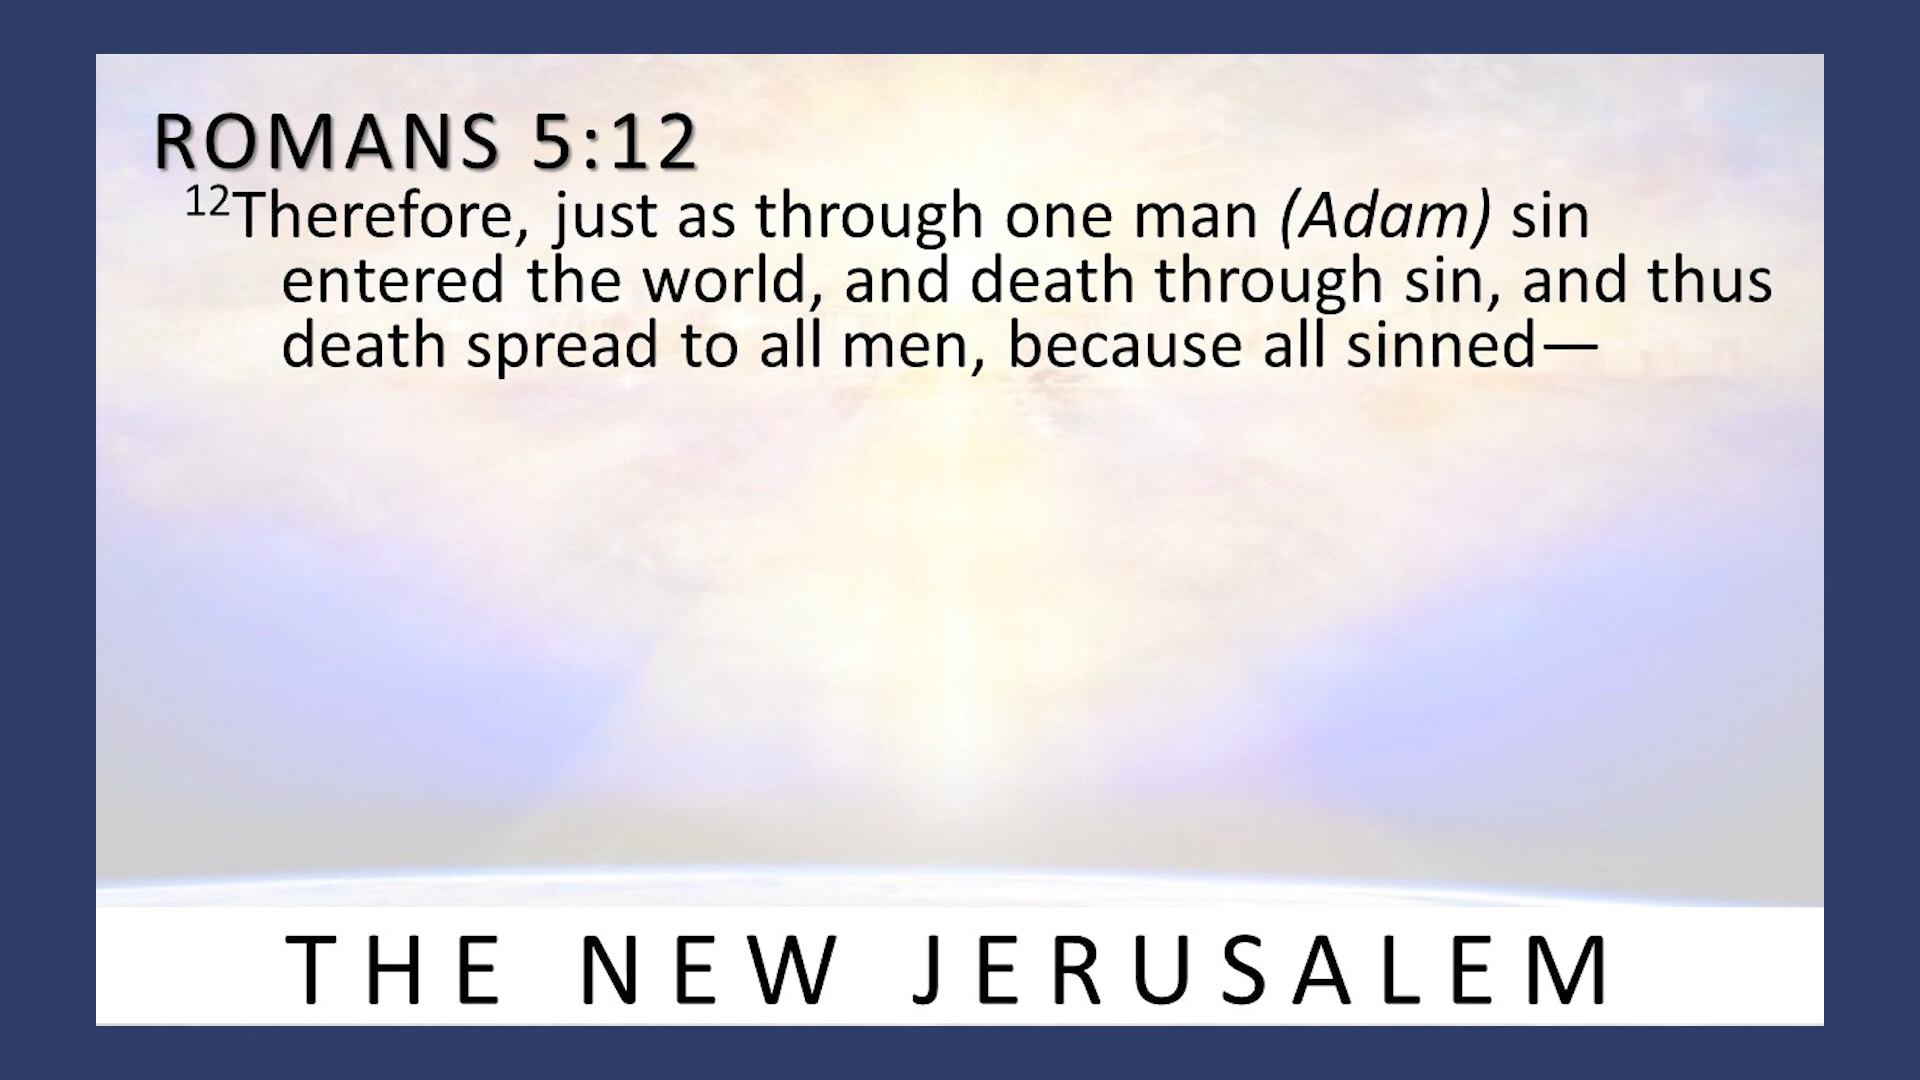 ROMANS 5:12
12Therefore, just as through one man (Adam) sin
entered the world, and death through sin, and thus
death spread to all men, because all sinned—
THE NEW JERUSALEM